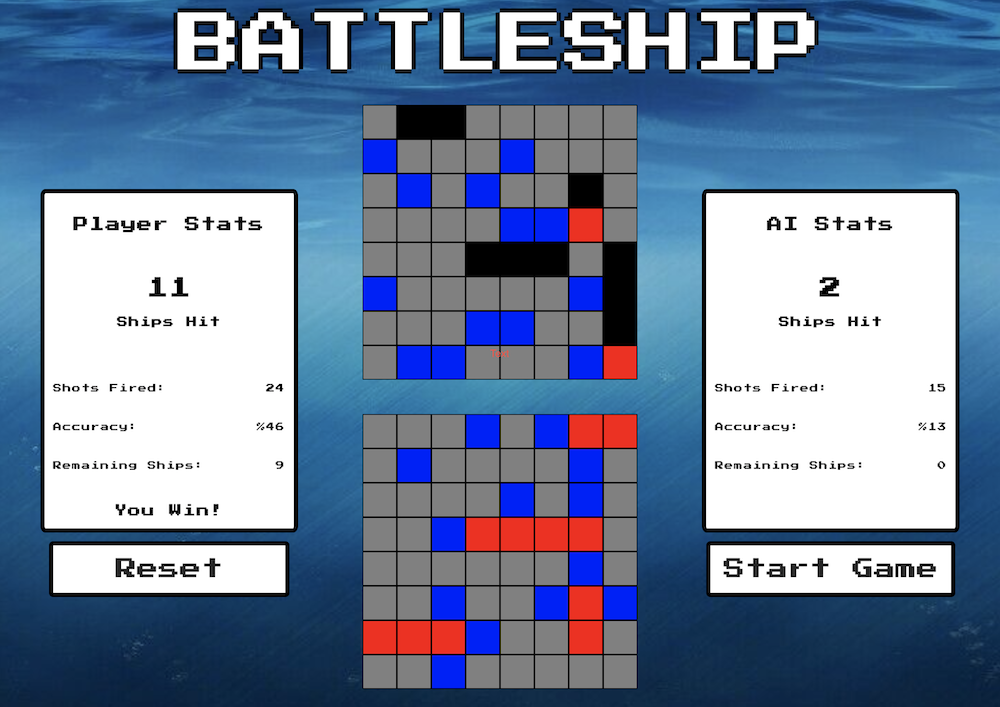 BATTLESHIP
Player Stats
11
Ships Hit
Shots Fired: 24
Accuracy: %46
Remaining Ships: 9
You Win!
Reset
AI Stats
2
Ships Hit
Shots Fired: 15
Accuracy: %13
Remaining Ships: 0
Start Game